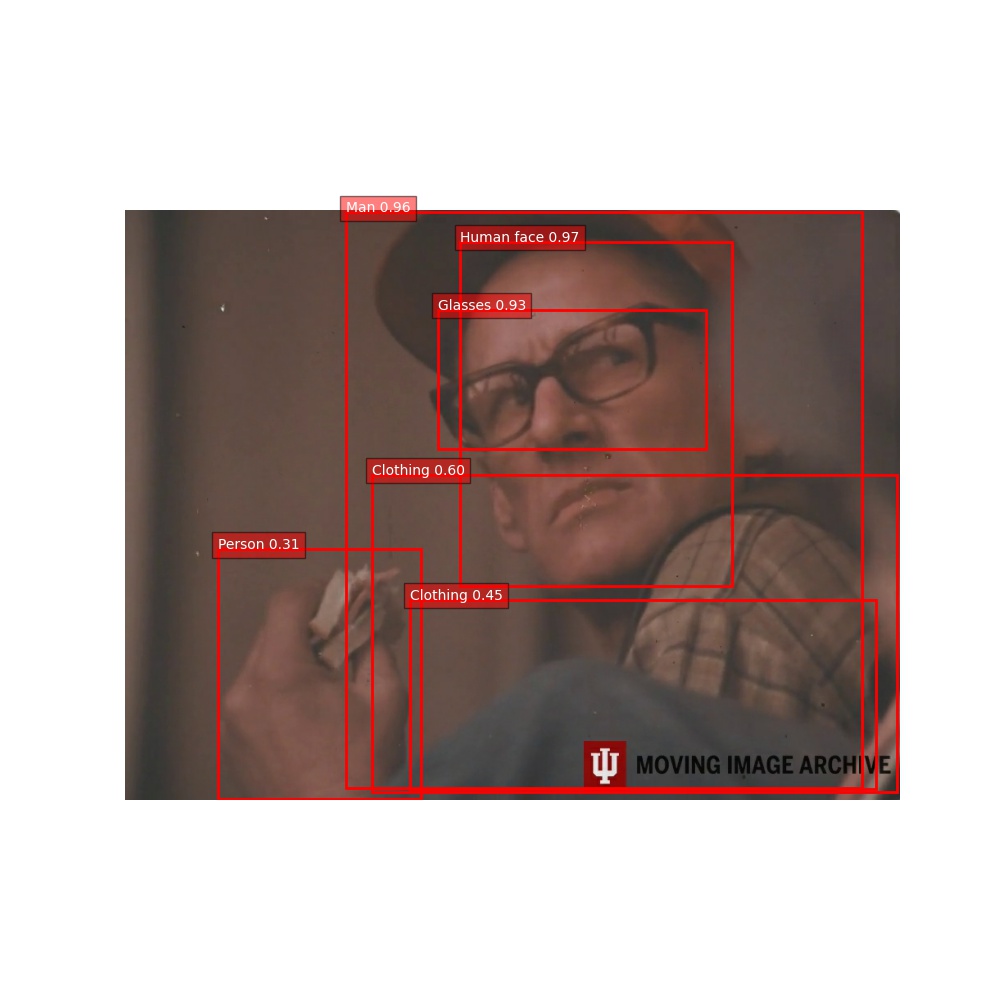 Man 0.96
Human face 0.97
Glasses 0.93
Clothing 0.60
Person 0.31
Clothing 0.45
MOVING IMAGE ARCHIVE